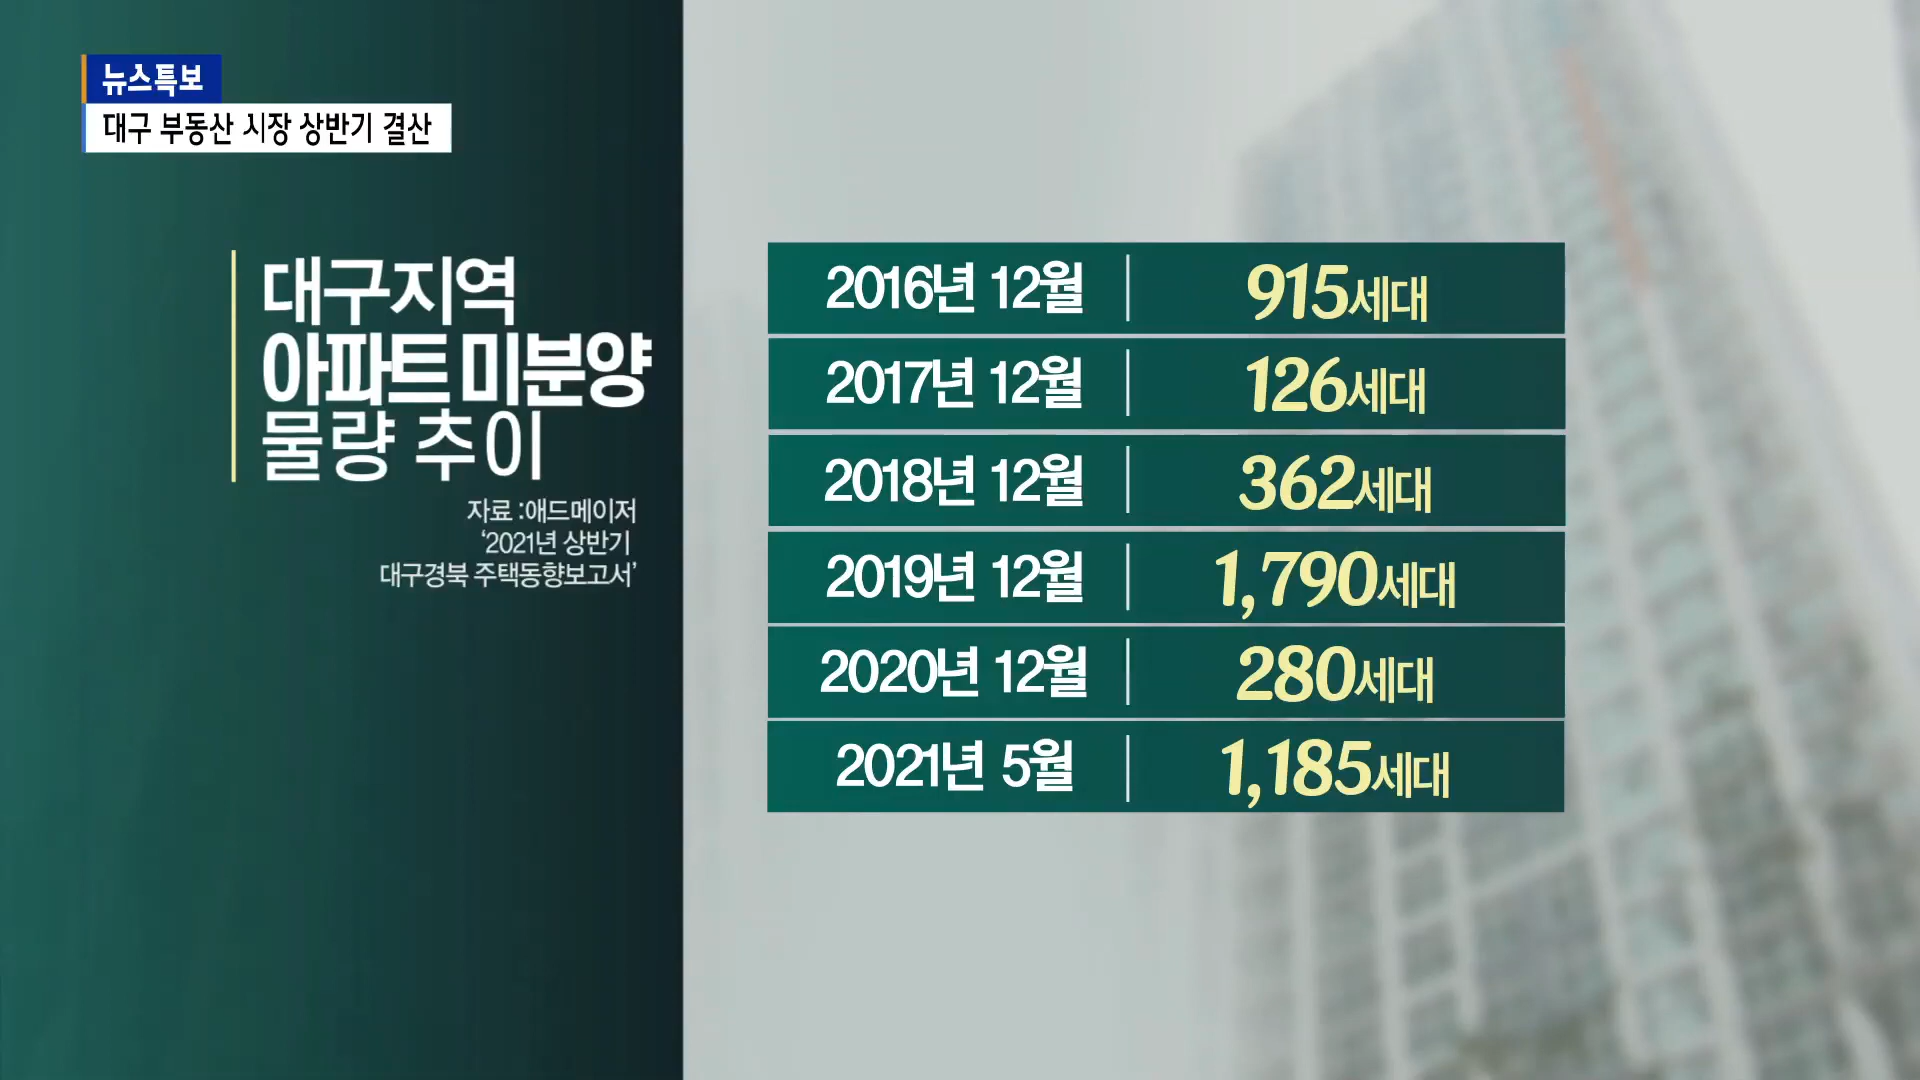 뉴스특보
대구 부동산 시장 상반기 결산
대구지역
아파트 미분양
물량 추이
자료 :애드메이저
‘2021년 상반기
대구경북 주택동향보고서’
2016년 12월 915세대
2017년 12월 126세대
2018년 12월 362세대
2019년 12월 1,790세대
2020년 12월 280세대
2021년 5월 1,185세대